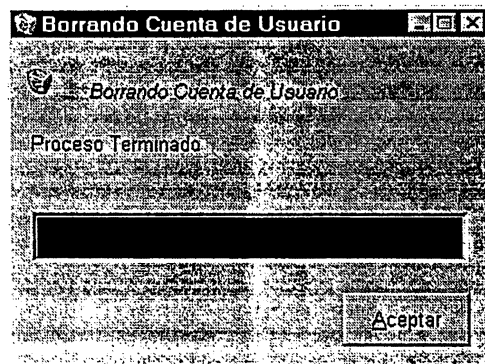 Borrando Cuenta de Usuario
Borrando Cuenta de Usuario
Proceso Terminado
Aceptar